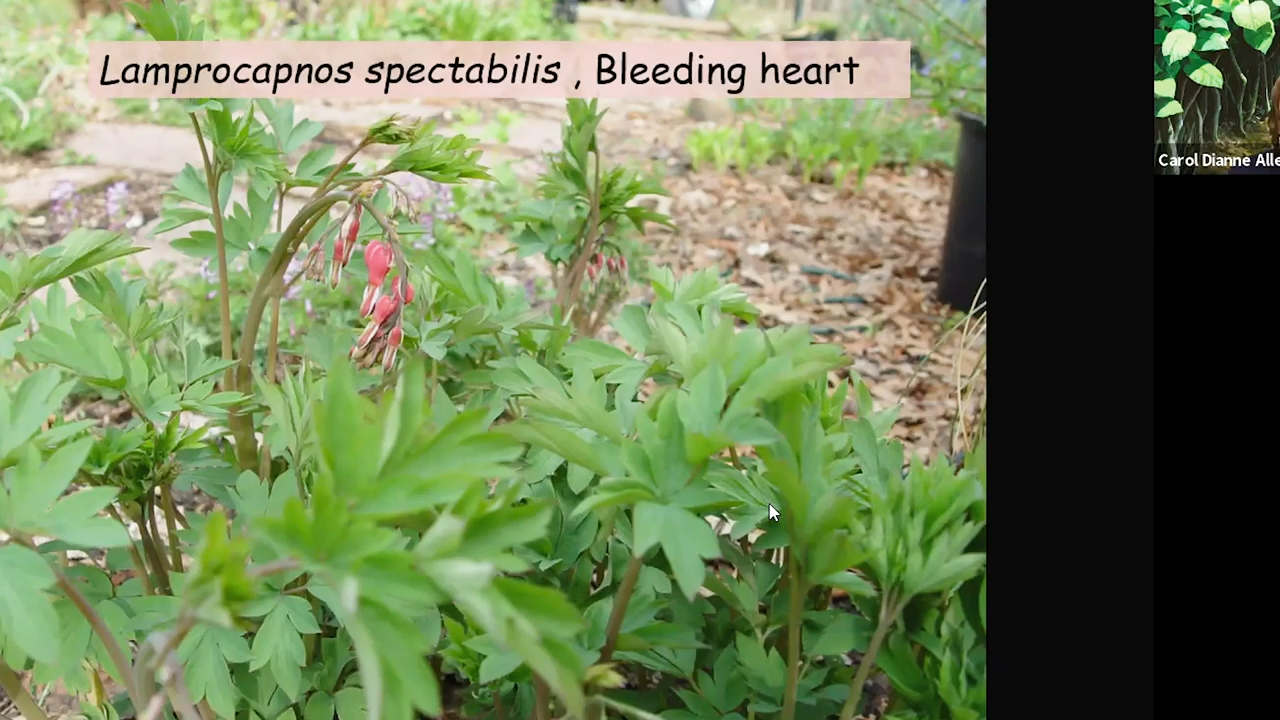 Lamprocapnos spectabilis , Bleeding heart
Carol Dianne Alle